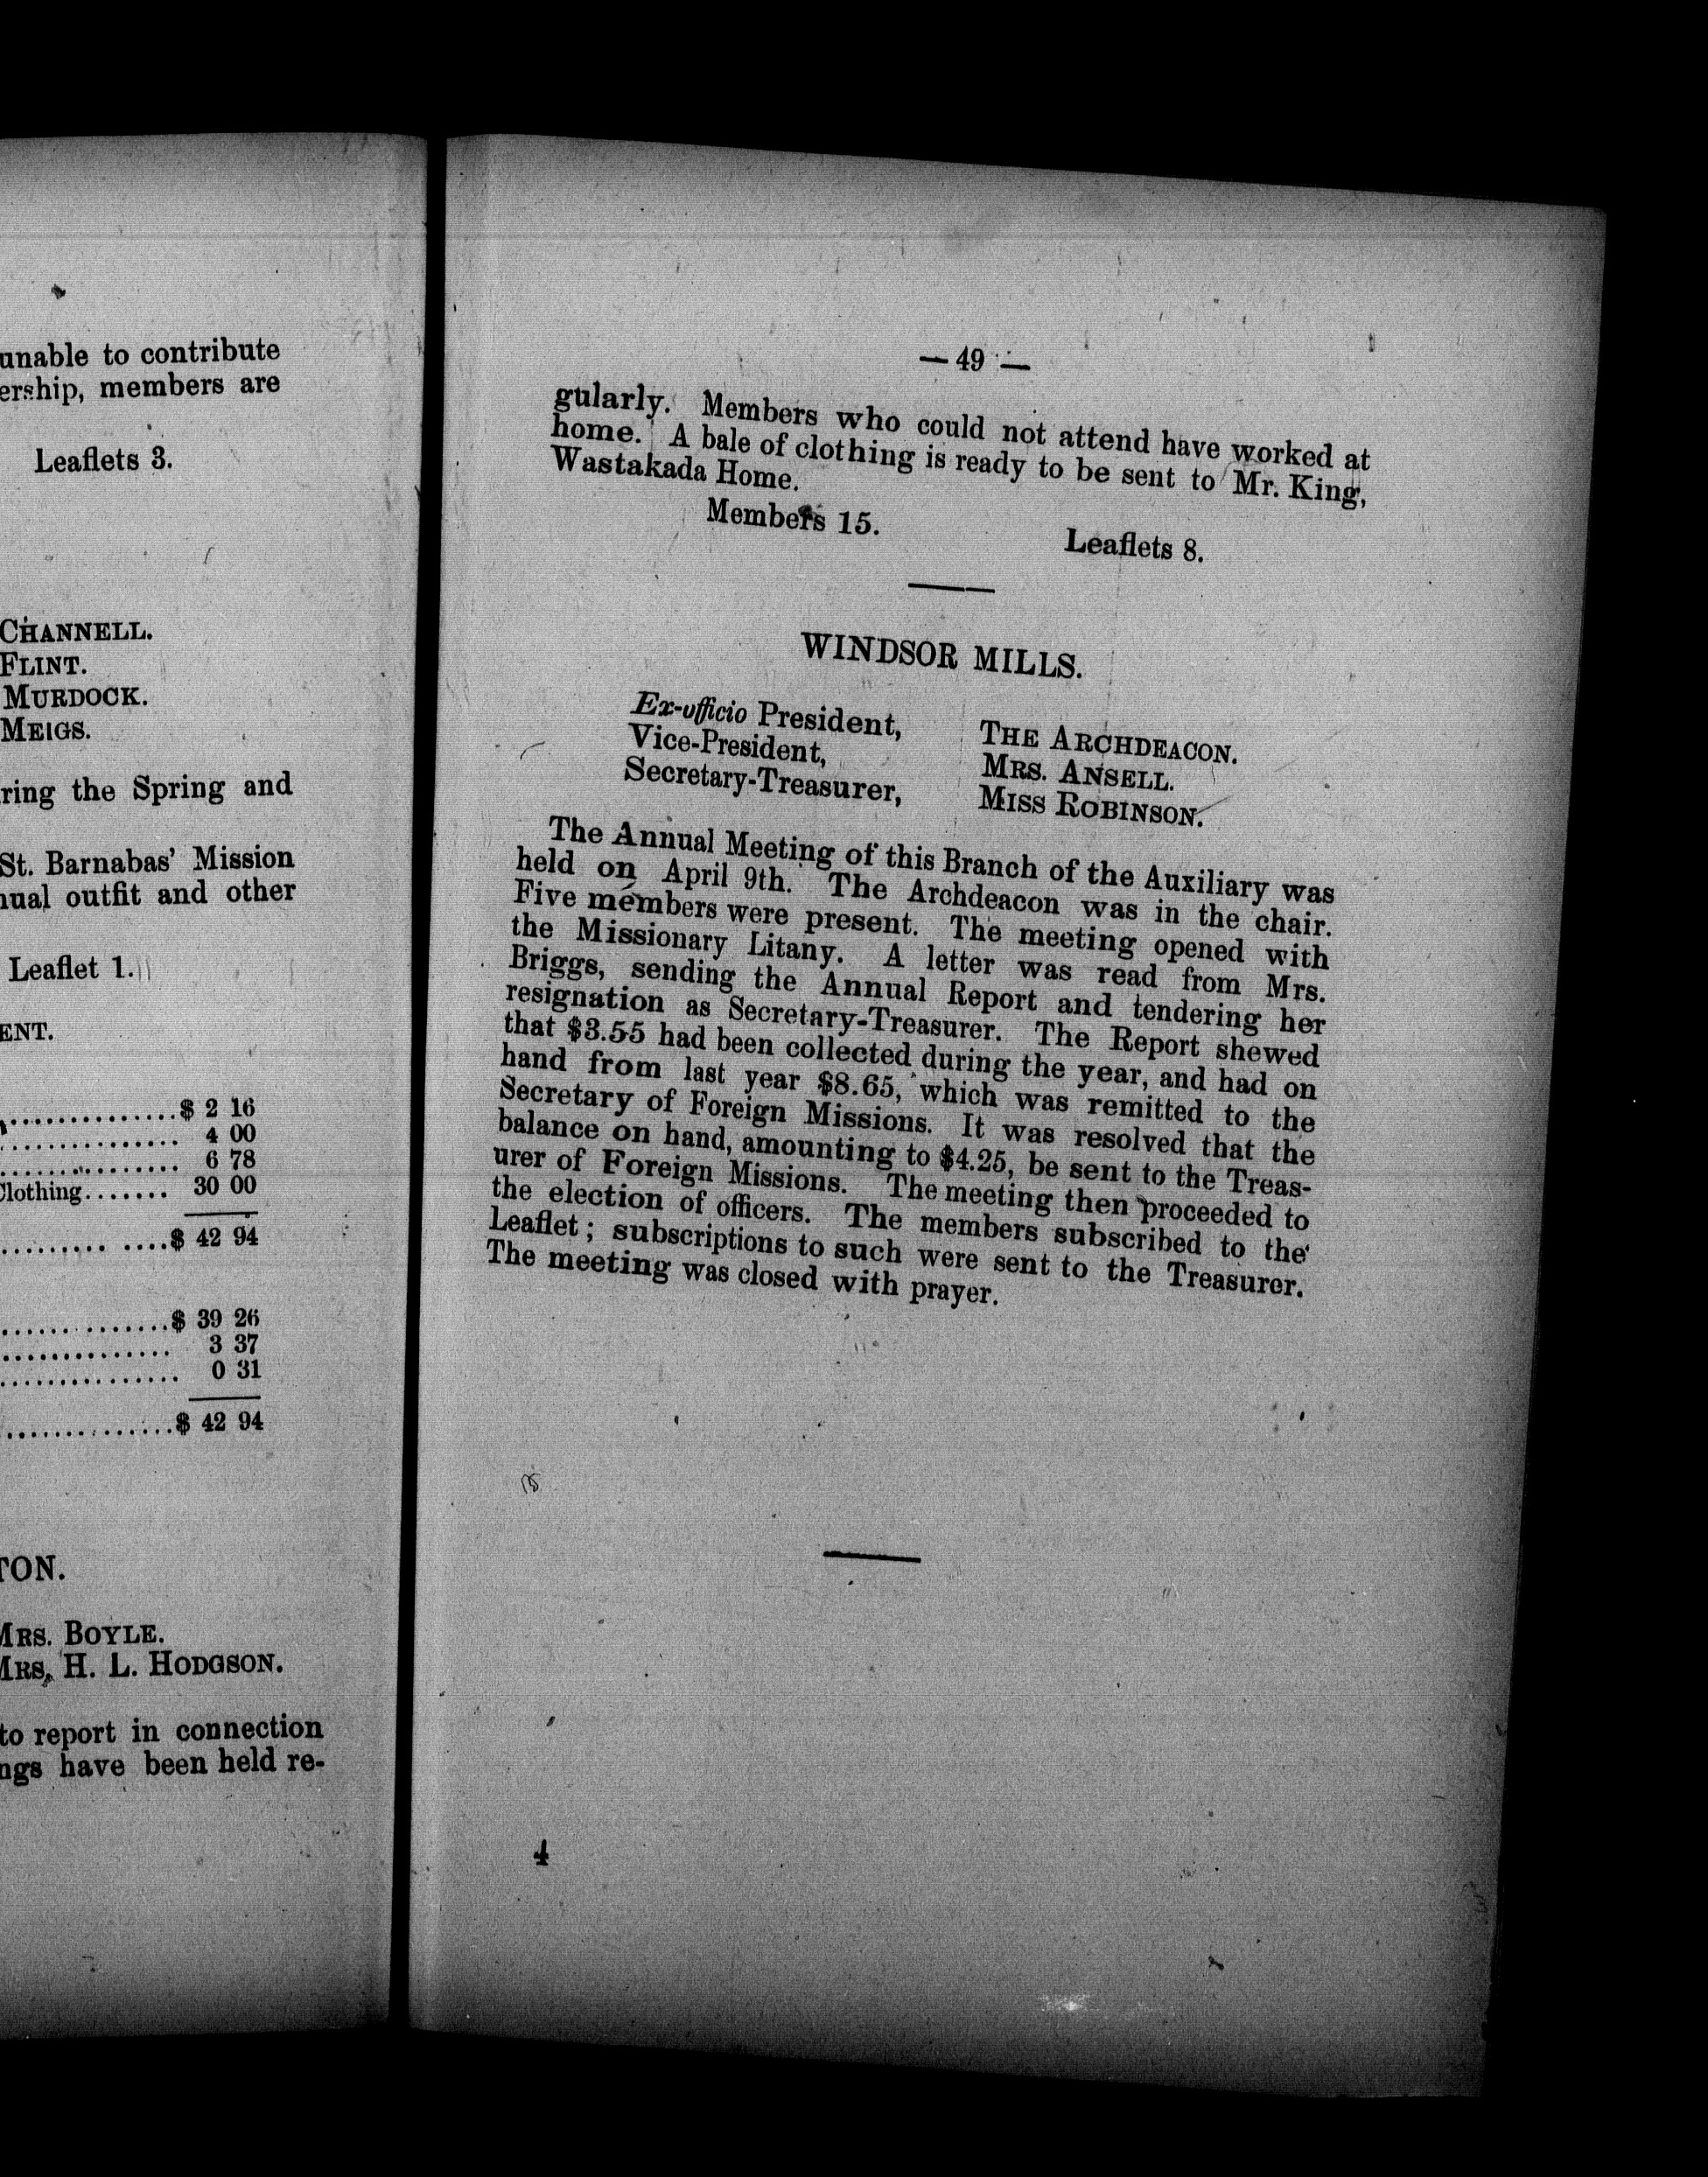 unable to contribute
ership, members are
Leaflets 3.
CHANNELL.
FLINT.
MURDOCK.
MEIGS.
ring the Spring and
St. Barnabas' Mission
nual outfit and other
Leaflet 1.
ENT.
..............$ 2 16
.............. 4 00
.............. 6 78
Clothing....... 30 00
......... ....$ 42 94
..............$ 39 26
.............. 3 37
.............. 0 31
..............$ 42 94
TON.
MRS. BOYLE.
MRS. H. L. HODGSON.
to report in connection
ngs have been held re-
— 49 —
gularly. Members who could not attend have worked at
home. A bale of clothing is ready to be sent to Mr. King,
Wastakada Home.
Members 15. Leaflets 8.
WINDSOR MILLS.
Ex-officio President, THE ARCHDEACON.
Vice-President, MRS. ANSELL.
Secretary-Treasurer, MISS ROBINSON.
The Annual Meeting of this Branch of the Auxiliary was
held on April 9th. The Archdeacon was in the chair.
Five members were present. The meeting opened with
the Missionary Litany. A letter was read from Mrs.
Briggs, sending the Annual Report and tendering her
resignation as Secretary-Treasurer. The Report shewed
that $3.55 had been collected during the year, and had on
hand from last year $8.65, which was remitted to the
Secretary of Foreign Missions. It was resolved that the
balance on hand, amounting to $4.25, be sent to the Treas-
urer of Foreign Missions. The meeting then proceeded to
the election of officers. The members subscribed to the
Leaflet ; subscriptions to such were sent to the Treasurer.
The meeting was closed with prayer.
4